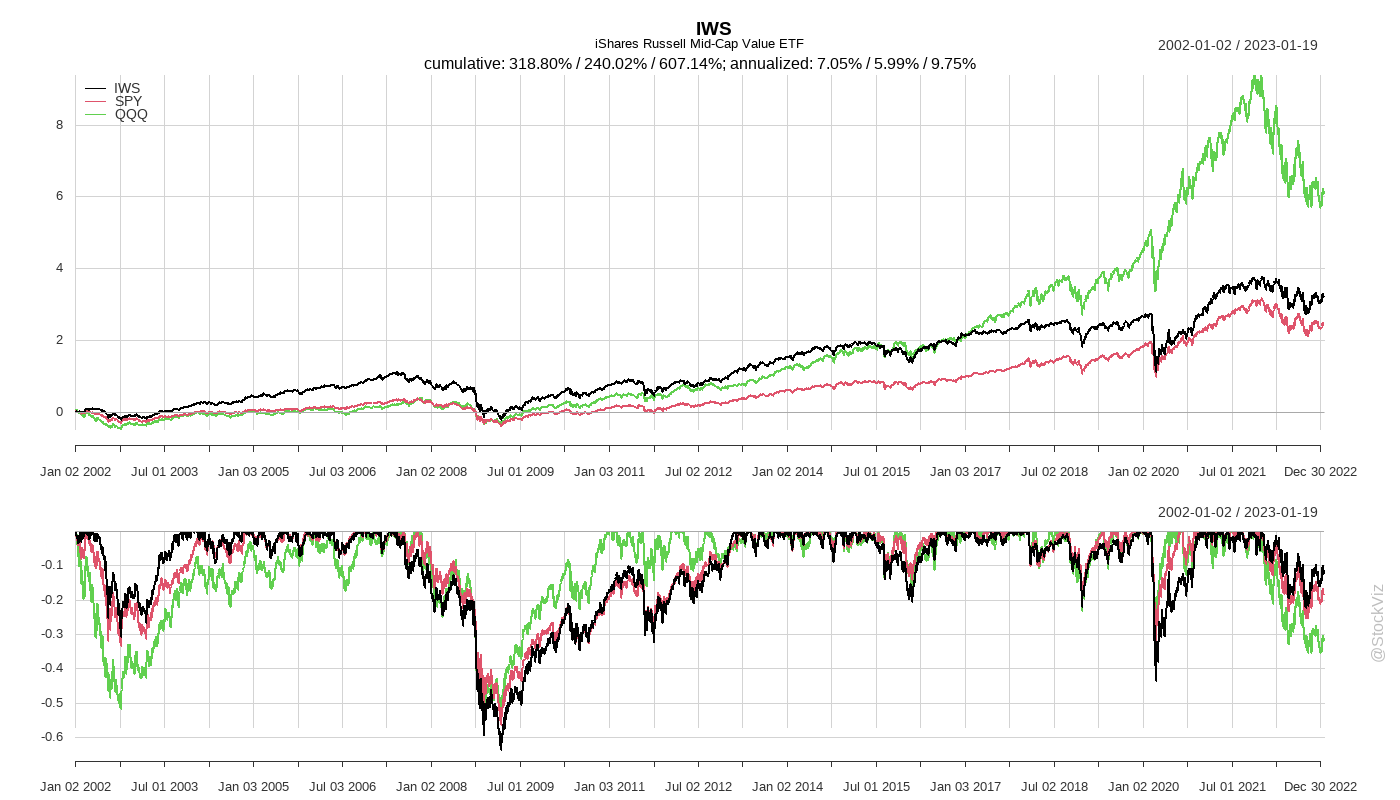 IWS
iShares Russell Mid-Cap Value ETF
2002-01-02 / 2023-01-19
cumulative: 318.80% / 240.02% / 607.14%; annualized: 7.05% / 5.99% / 9.75%
IWS
SPY
QQQ
8
6
4
2
0
Jan 02 2002 Jul 01 2003 Jan 03 2005 Jul 03 2006 Jan 02 2008 Jul 01 2009 Jan 03 2011 Jul 02 2012 Jan 02 2014 Jul 01 2015 Jan 03 2017 Jul 02 2018 Jan 02 2020 Jul 01 2021 Dec 30 2022
2002-01-02 / 2023-01-19
-0.1
-0.2
-0.3
-0.4
-0.5
-0.6
Jan 02 2002 Jul 01 2003 Jan 03 2005 Jul 03 2006 Jan 02 2008 Jul 01 2009 Jan 03 2011 Jul 02 2012 Jan 02 2014 Jul 01 2015 Jan 03 2017 Jul 02 2018 Jan 02 2020 Jul 01 2021 Dec 30 2022
@StockViz